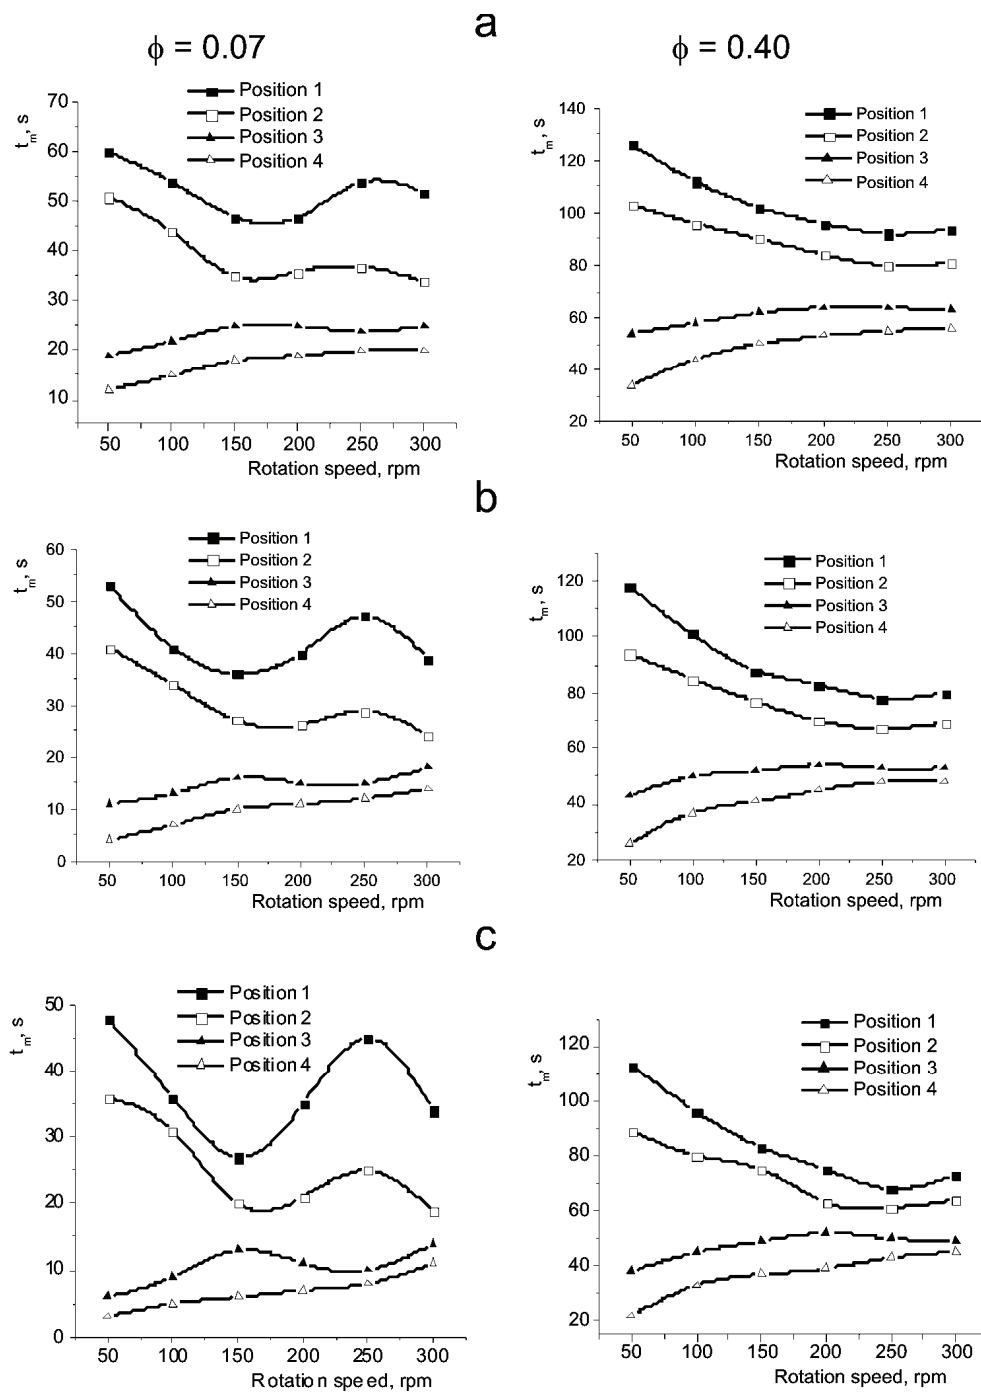 a
ϕ = 0.07
ϕ = 0.40
Position 1
Position 2
Position 3
Position 4
tm, s
70
60
50
40
30
20
10
50 100 150 200 250 300
Rotation speed, rpm
Position 1
Position 2
Position 3
Position 4
tm, s
140
120
100
80
60
40
20
50 100 150 200 250 300
Rotation speed, rpm
b
Position 1
Position 2
Position 3
Position 4
tm, s
60
50
40
30
20
10
0
50 100 150 200 250 300
Rotation speed, rpm
Position 1
Position 2
Position 3
Position 4
tm, s
120
100
80
60
40
20
50 100 150 200 250 300
Rotation speed, rpm
c
Position 1
Position 2
Position 3
Position 4
tm, s
50
40
30
20
10
0
50 100 150 200 250 300
Rotation speed, rpm
Position 1
Position 2
Position 3
Position 4
tm, s
120
100
80
60
40
20
50 100 150 200 250 300
Rotation speed, rpm